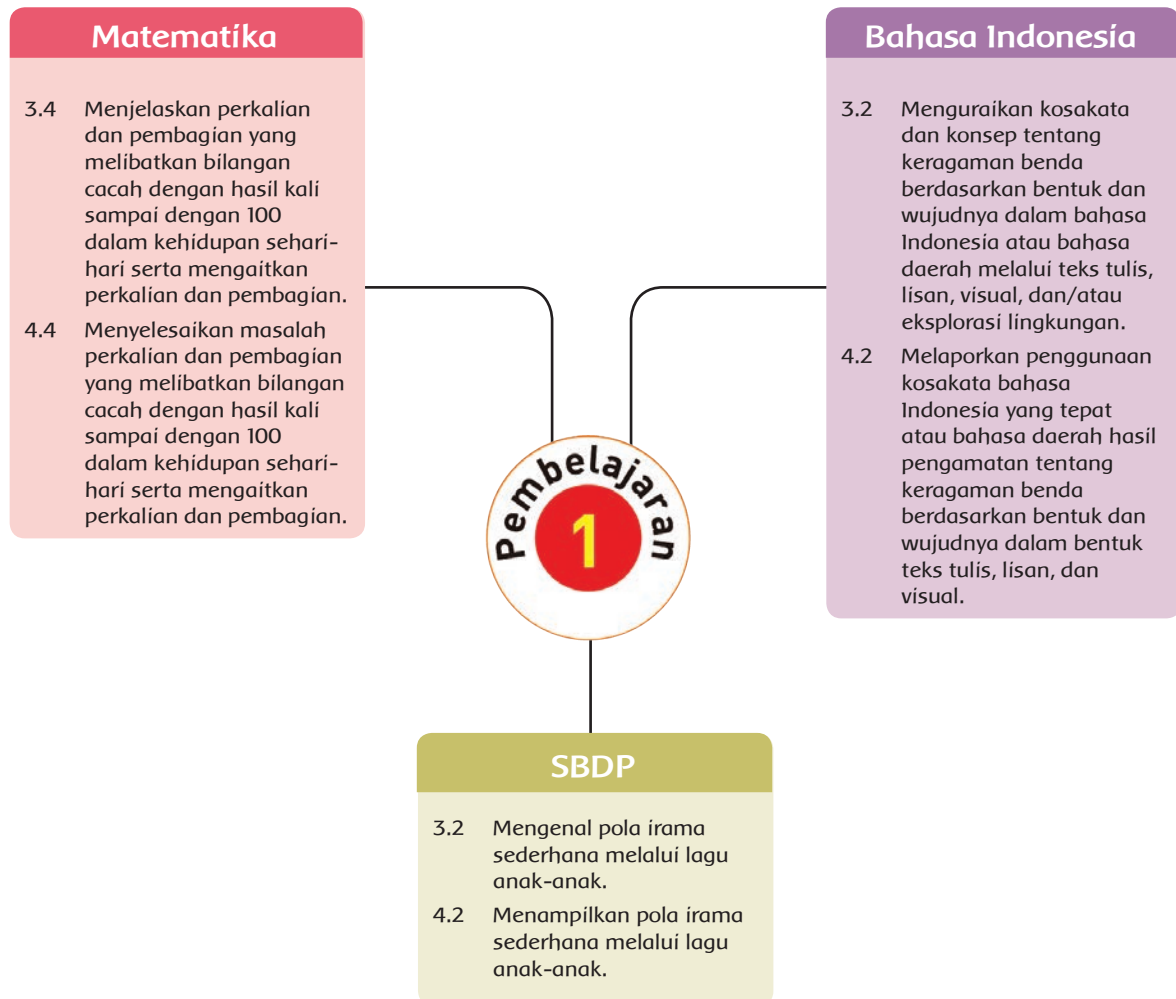 Matematika
3.4 Menjelaskan perkalian
dan pembagian yang
melibatkan bilangan
cacah dengan hasil kali
sampai dengan 100
dalam kehidupan sehari-
hari serta mengaitkan
perkalian dan pembagian.
4.4 Menyelesaikan masalah
perkalian dan pembagian
yang melibatkan bilangan
cacah dengan hasil kali
sampai dengan 100
dalam kehidupan sehari-
hari serta mengaitkan
perkalian dan pembagian.
Bahasa Indonesia
3.2 Menguraikan kosakata
dan konsep tentang
keragaman benda
berdasarkan bentuk dan
wujudnya dalam bahasa
Indonesia atau bahasa
daerah melalui teks tulis,
lisan, visual, dan/atau
eksplorasi lingkungan.
4.2 Melaporkan penggunaan
kosakata bahasa
Indonesia yang tepat
atau bahasa daerah hasil
pengamatan tentang
keragaman benda
berdasarkan bentuk dan
wujudnya dalam bentuk
teks tulis, lisan, dan
visual.
Pembelajaran
1
SBDP
3.2 Mengenal pola irama
sederhana melalui lagu
anak-anak.
4.2 Menampilkan pola irama
sederhana melalui lagu
anak-anak.